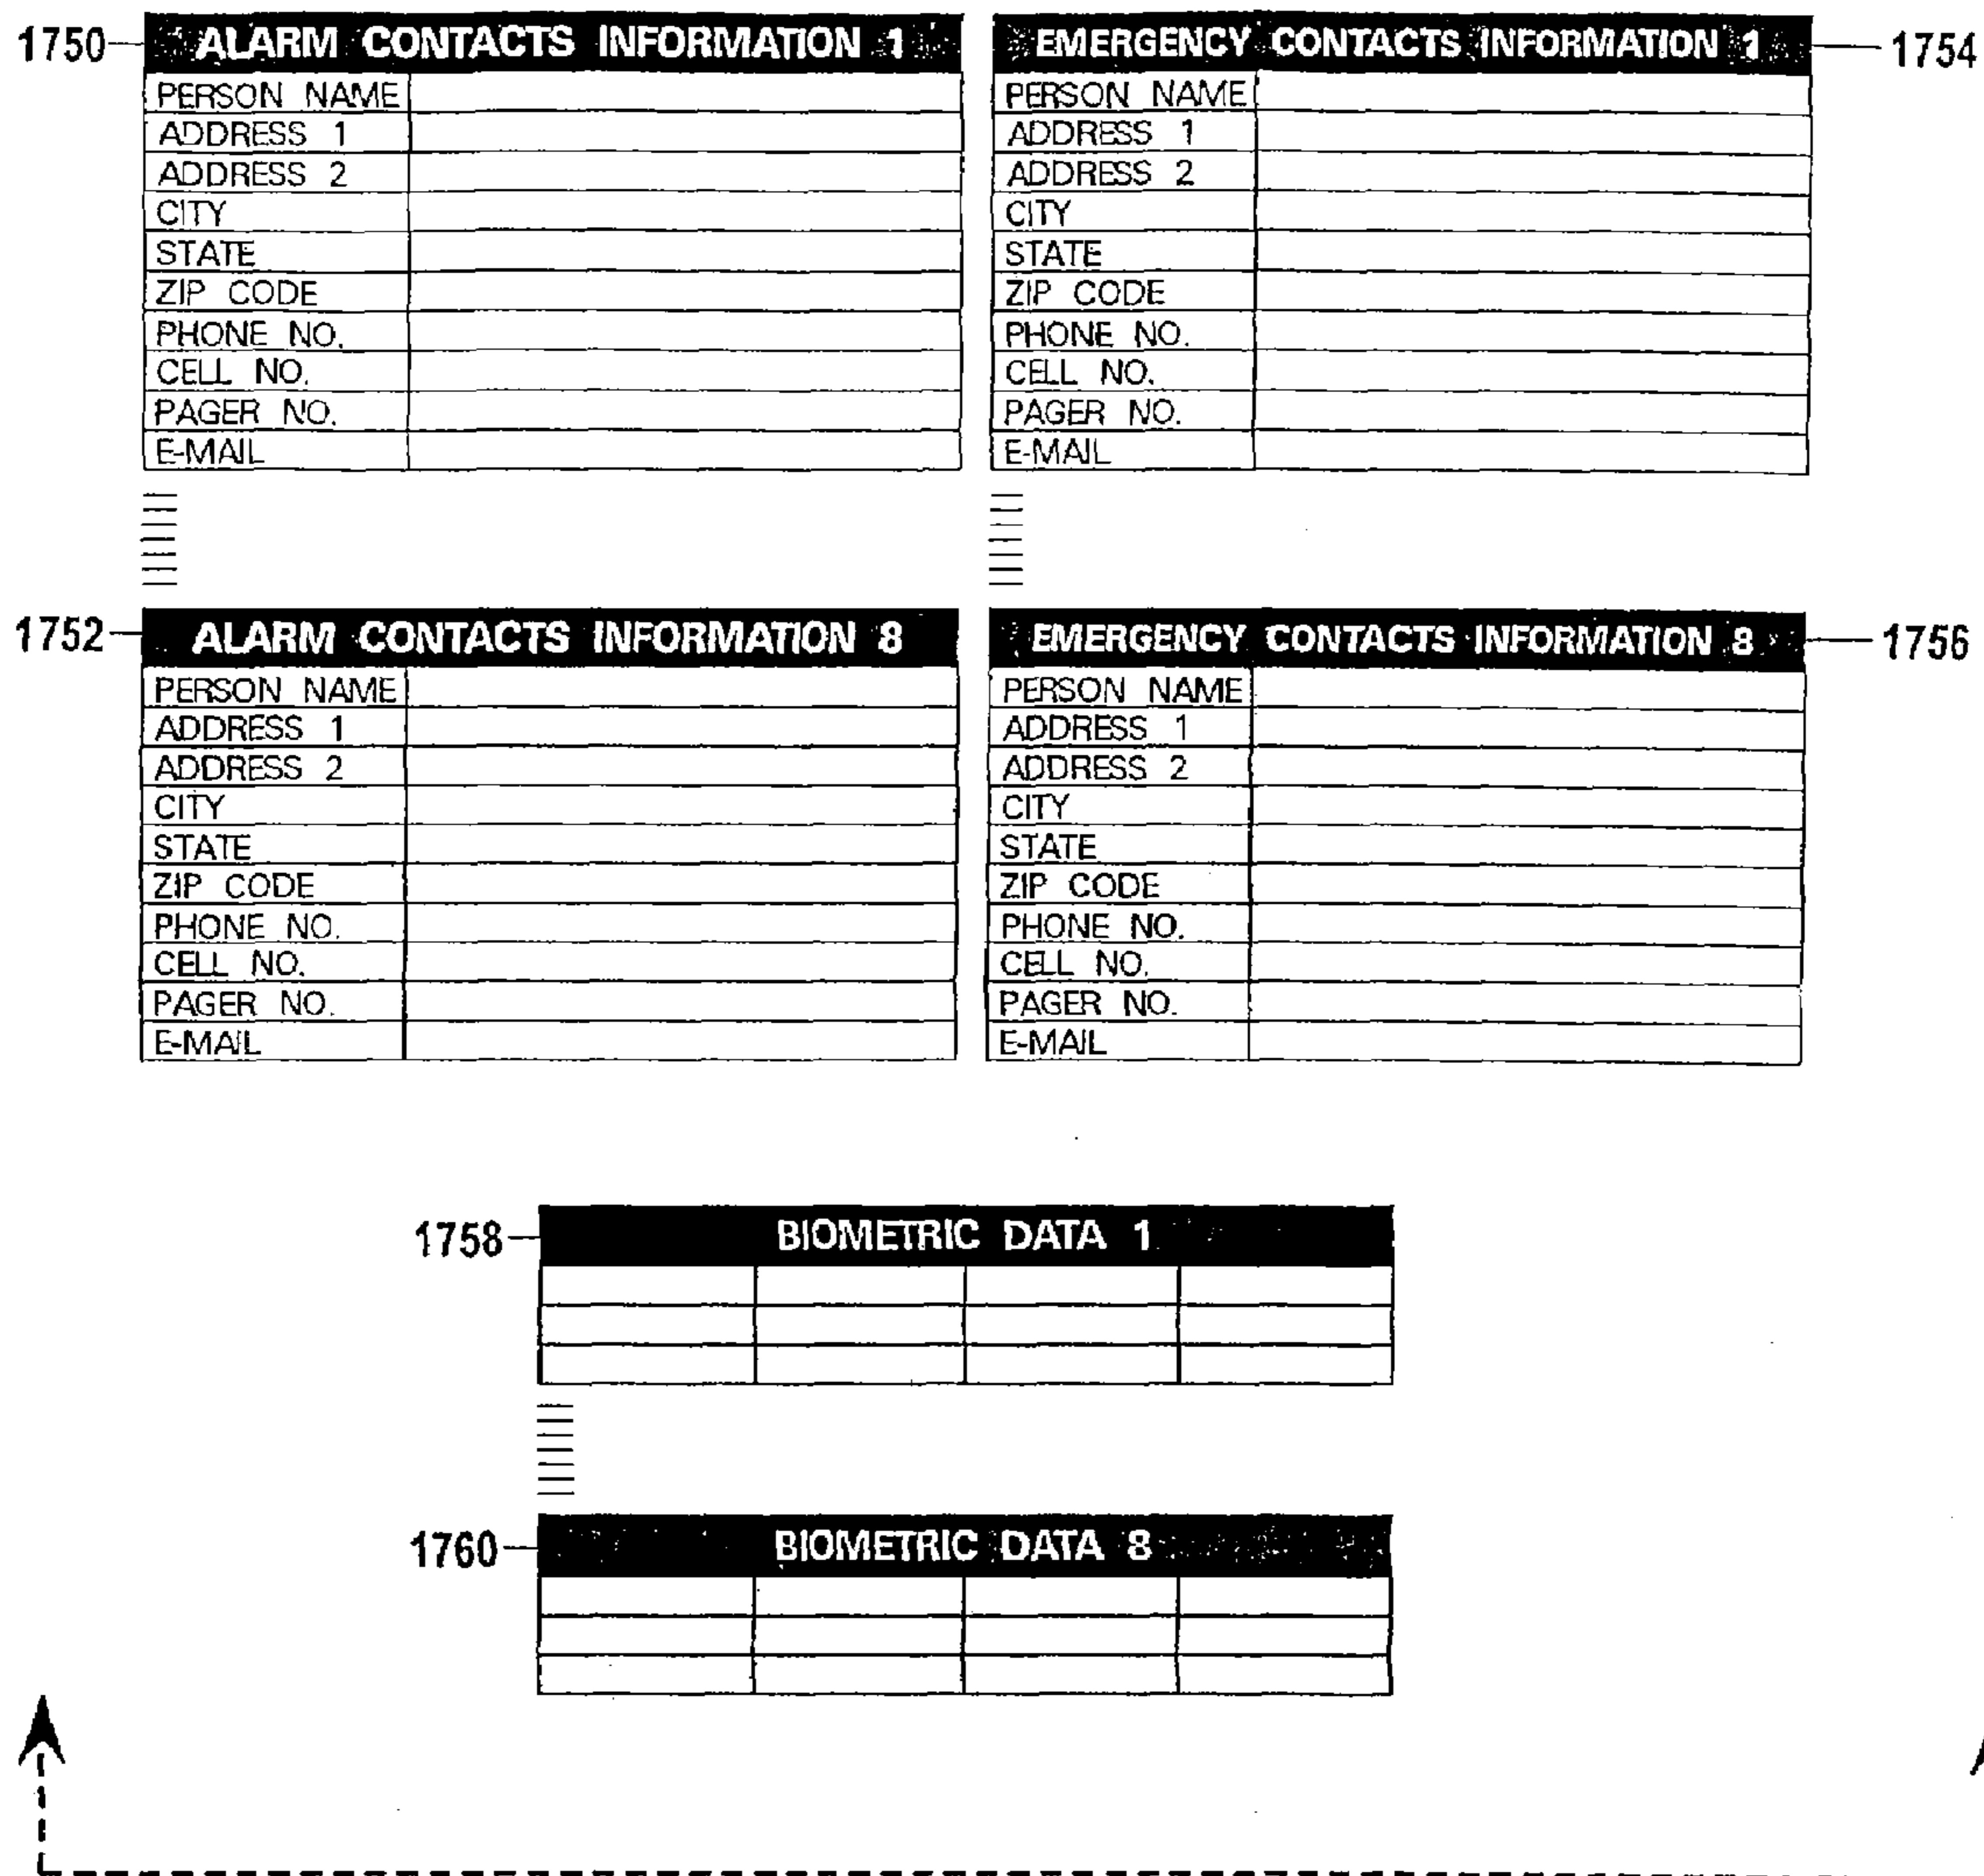 1750 ALARM CONTACTS INFORMATION 1
PERSON NAME
ADDRESS 1
ADDRESS 2
CITY
STATE
ZIP CODE
PHONE NO.
CELL NO.
PAGER NO.
E-MAIL
EMERGENCY CONTACTS INFORMATION 1 1754
PERSON NAME
ADDRESS 1
ADDRESS 2
CITY
STATE
ZIP CODE
PHONE NO.
CELL NO.
PAGER NO.
E-MAIL
1752 ALARM CONTACTS INFORMATION 8
PERSON NAME
ADDRESS 1
ADDRESS 2
CITY
STATE
ZIP CODE
PHONE NO.
CELL NO.
PAGER NO.
E-MAIL
EMERGENCY CONTACTS INFORMATION 8 1756
PERSON NAME
ADDRESS 1
ADDRESS 2
CITY
STATE
ZIP CODE
PHONE NO.
CELL NO.
PAGER NO.
E-MAIL
1758 BIOMETRIC DATA 1
1760 BIOMETRIC DATA 8